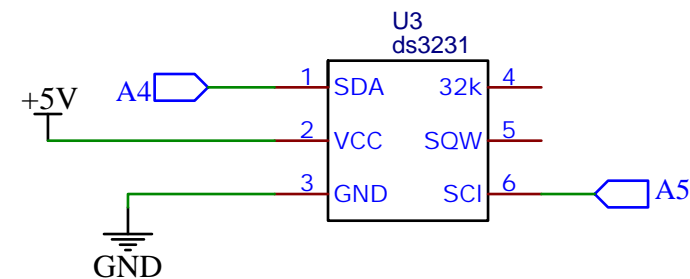 U3
ds3231
A4 1 SDA 32k 4
+5V
2 VCC SQW 5
3 GND SCI 6 A5
GND